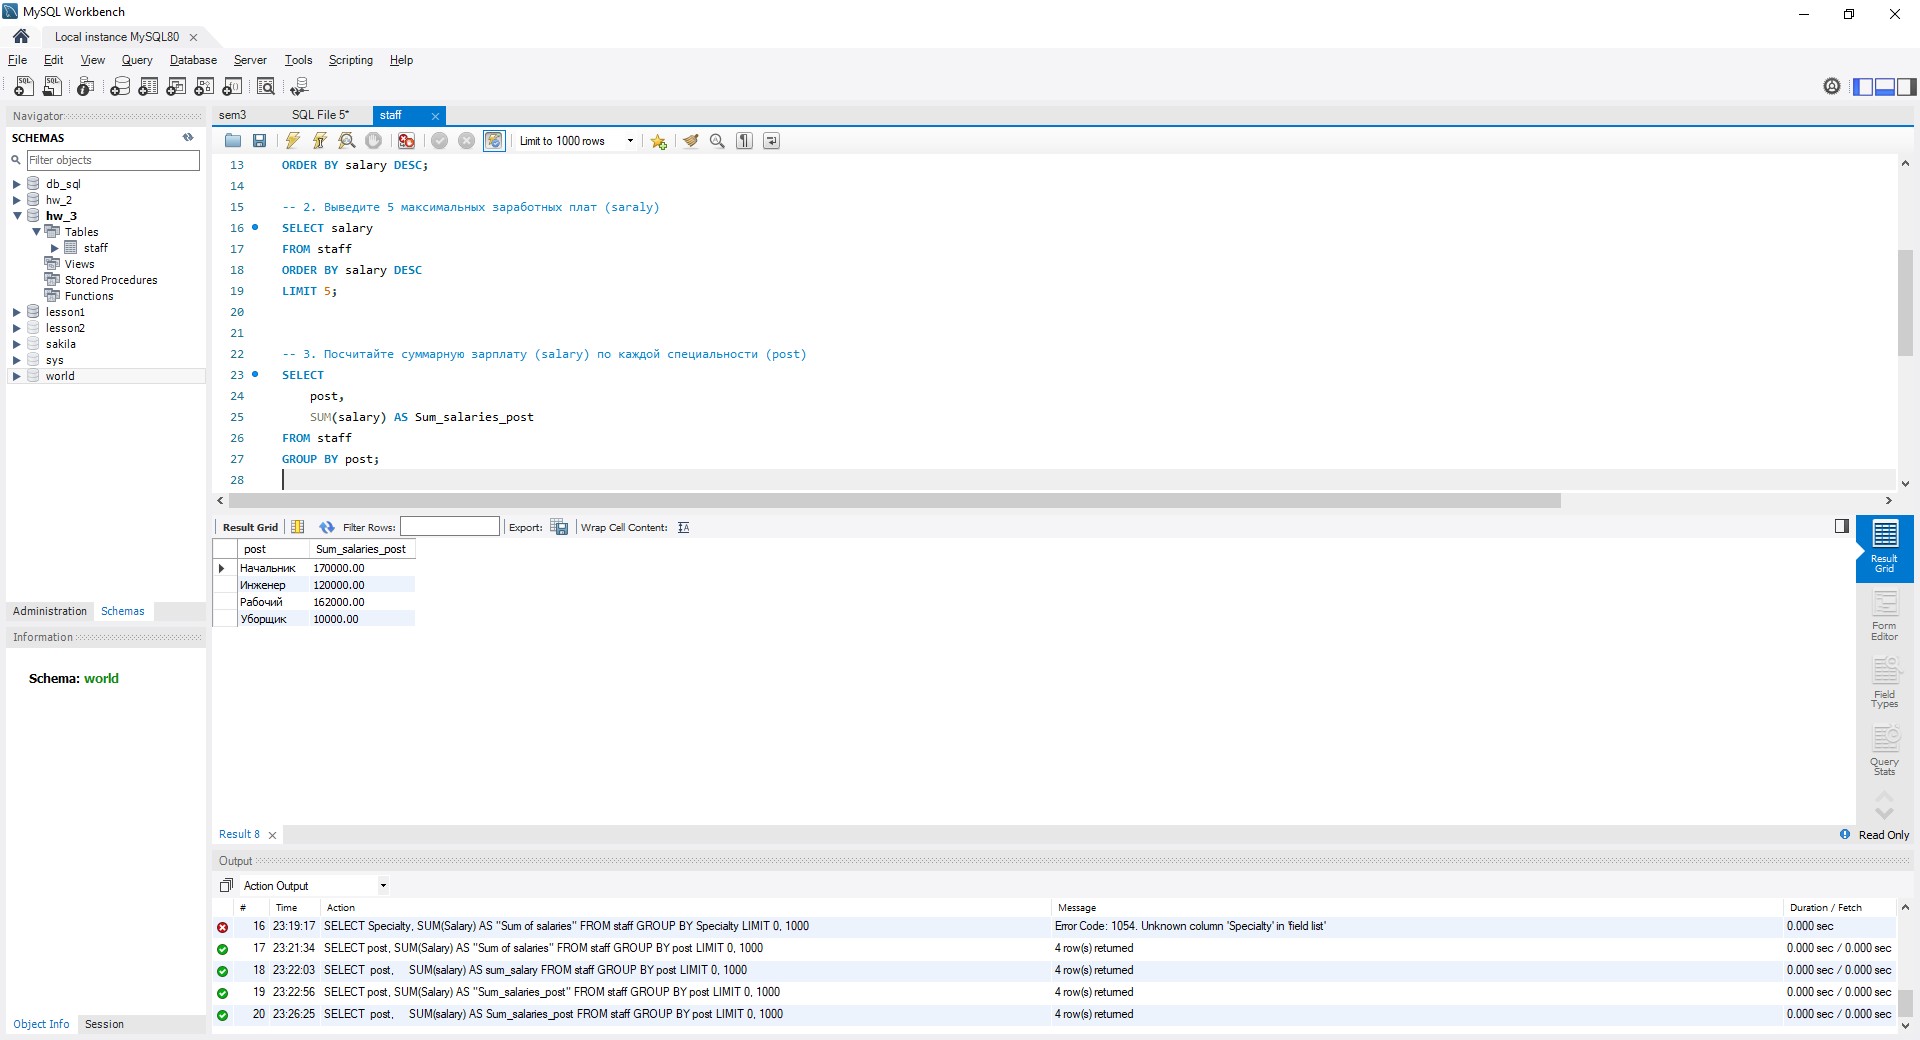 MySQL Workbench
Local instance MySQL80
File Edit View Query Database Server Tools Scripting Help
Navigator
SCHEMAS
Filter objects
db_sql
hw_2
hw_3
Tables
staff
Views
Stored Procedures
Functions
lesson1
lesson2
sakila
sys
world
Administration Schemas
Information
Schema: world
Object Info Session
sem3 SQL File 5* staff
Limit to 1000 rows
13 ORDER BY salary DESC;
14
15 -- 2. Выведите 5 максимальных заработных плат (saraly)
16 SELECT salary
17 FROM staff
18 ORDER BY salary DESC
19 LIMIT 5;
20
21
22 -- 3. Посчитайте суммарную зарплату (salary) по каждой специальности (post)
23 SELECT
24 post,
25 SUM(salary) AS Sum_salaries_post
26 FROM staff
27 GROUP BY post;
28
Result Grid Filter Rows: Export: Wrap Cell Content:
post Sum_salaries_post
Начальник 170000.00
Инженер 120000.00
Рабочий 162000.00
Уборщик 10000.00
Result Grid
Form Editor
Field Types
Query Stats
Result 8
Read Only
Output
Action Output
# Time Action Message Duration / Fetch
16 23:19:17 SELECT Specialty, SUM(Salary) AS "Sum of salaries" FROM staff GROUP BY Specialty LIMIT 0, 1000 Error Code: 1054. Unknown column 'Specialty' in 'field list' 0.000 sec
17 23:21:34 SELECT post, SUM(Salary) AS "Sum of salaries" FROM staff GROUP BY post LIMIT 0, 1000 4 row(s) returned 0.000 sec / 0.000 sec
18 23:22:03 SELECT post, SUM(Salary) AS sum_salary FROM staff GROUP BY post LIMIT 0, 1000 4 row(s) returned 0.000 sec / 0.000 sec
19 23:22:56 SELECT post, SUM(Salary) AS "Sum_salaries_post" FROM staff GROUP BY post LIMIT 0, 1000 4 row(s) returned 0.000 sec / 0.000 sec
20 23:26:25 SELECT post, SUM(salary) AS Sum_salaries_post FROM staff GROUP BY post LIMIT 0, 1000 4 row(s) returned 0.000 sec / 0.000 sec